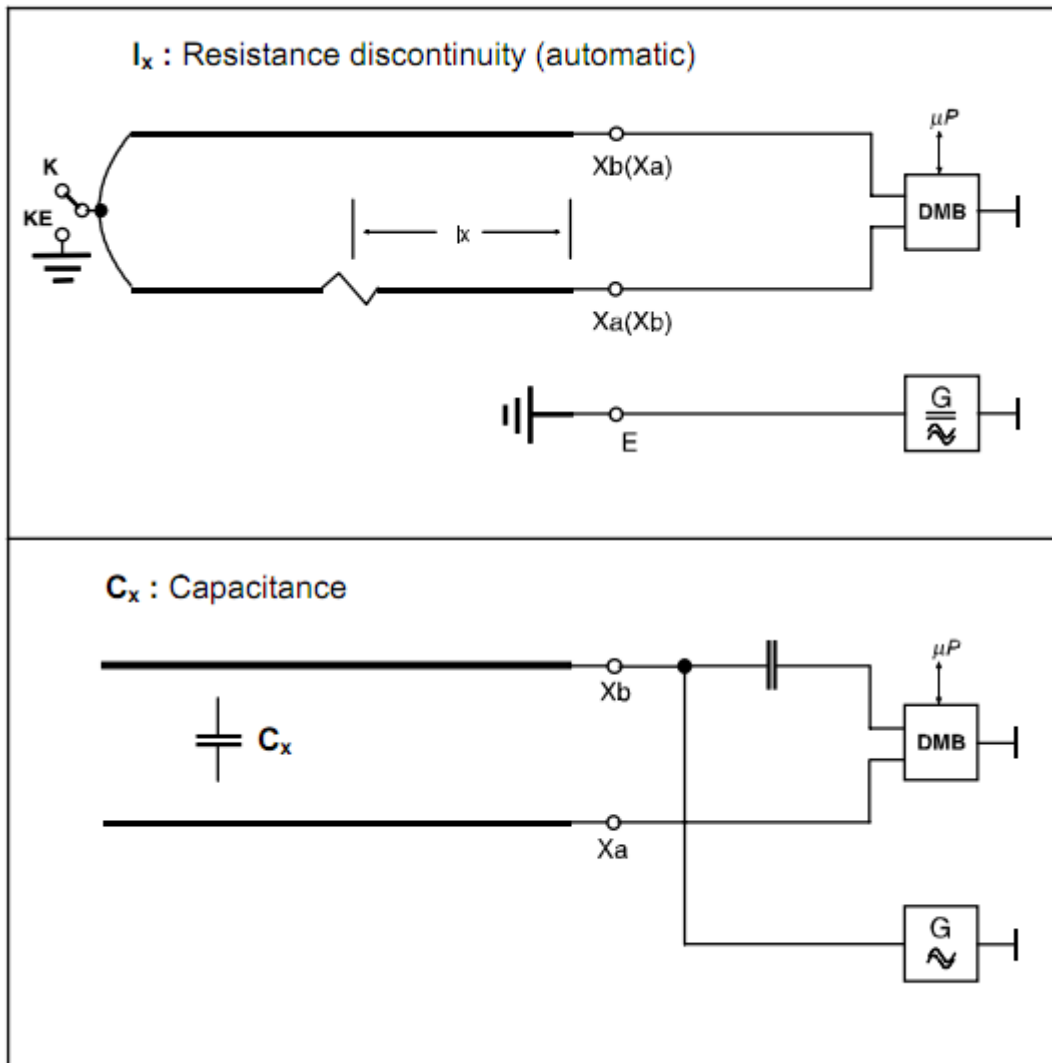 lx : Resistance discontinuity (automatic)
μP
K
Xb(Xa)
DMB
KE
lx
Xa(Xb)
G
E
Cx : Capacitance
μP
Xb
Cx
DMB
Xa
G